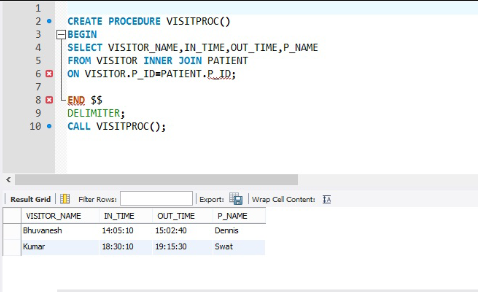 1
2 CREATE PROCEDURE VISITPROC()
3 BEGIN
4 SELECT VISITOR_NAME,IN_TIME,OUT_TIME,P_NAME
5 FROM VISITOR INNER JOIN PATIENT
6 ON VISITOR.P_ID=PATIENT.P_ID;
7
8 END $$
9 DELIMITER;
10 CALL VISITPROC();
Result Grid Filter Rows: Export: Wrap Cell Content: IA
VISITOR_NAME IN_TIME OUT_TIME P_NAME
Bhuvanesh 14:05:10 15:02:40 Dennis
Kumar 18:30:10 19:15:30 Swat